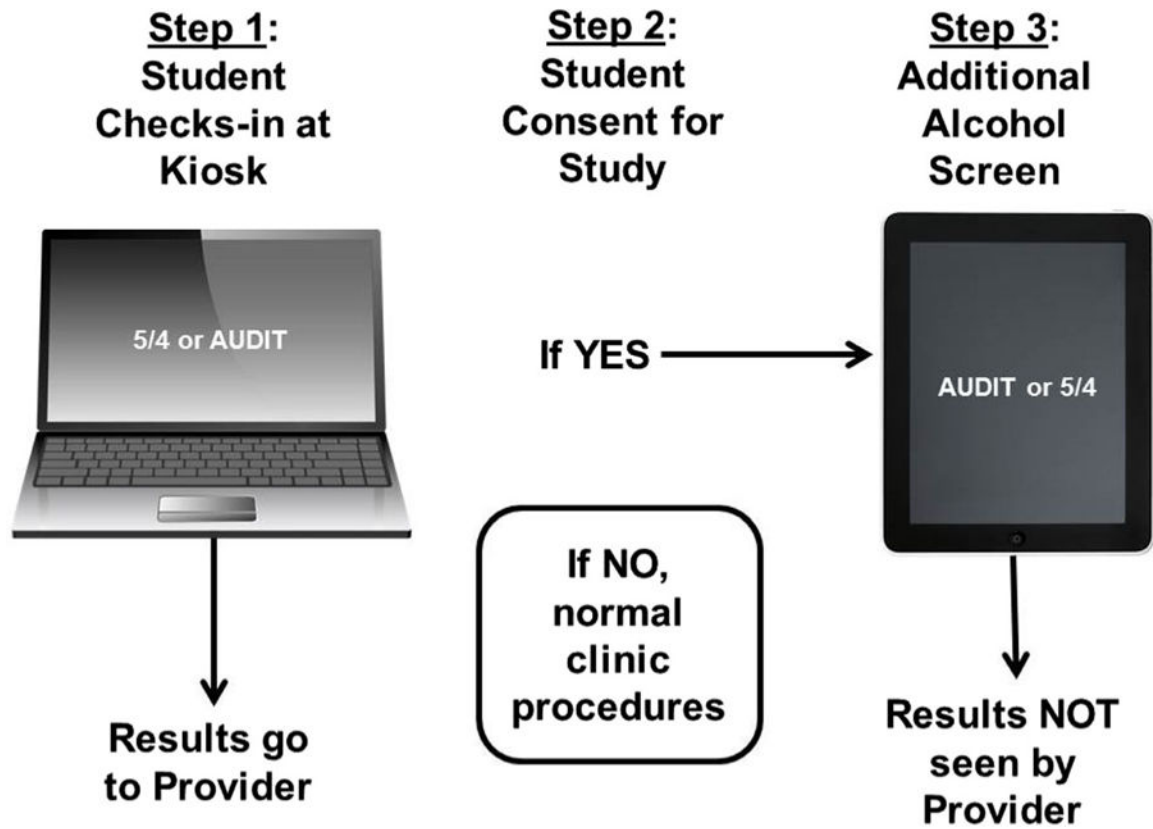 Step 1:
Student
Checks-in at
Kiosk
5/4 or AUDIT
Results go
to Provider
Step 2:
Student
Consent for
Study
If YES
If NO,
normal
clinic
procedures
Step 3:
Additional
Alcohol
Screen
AUDIT or 5/4
Results NOT
seen by
Provider